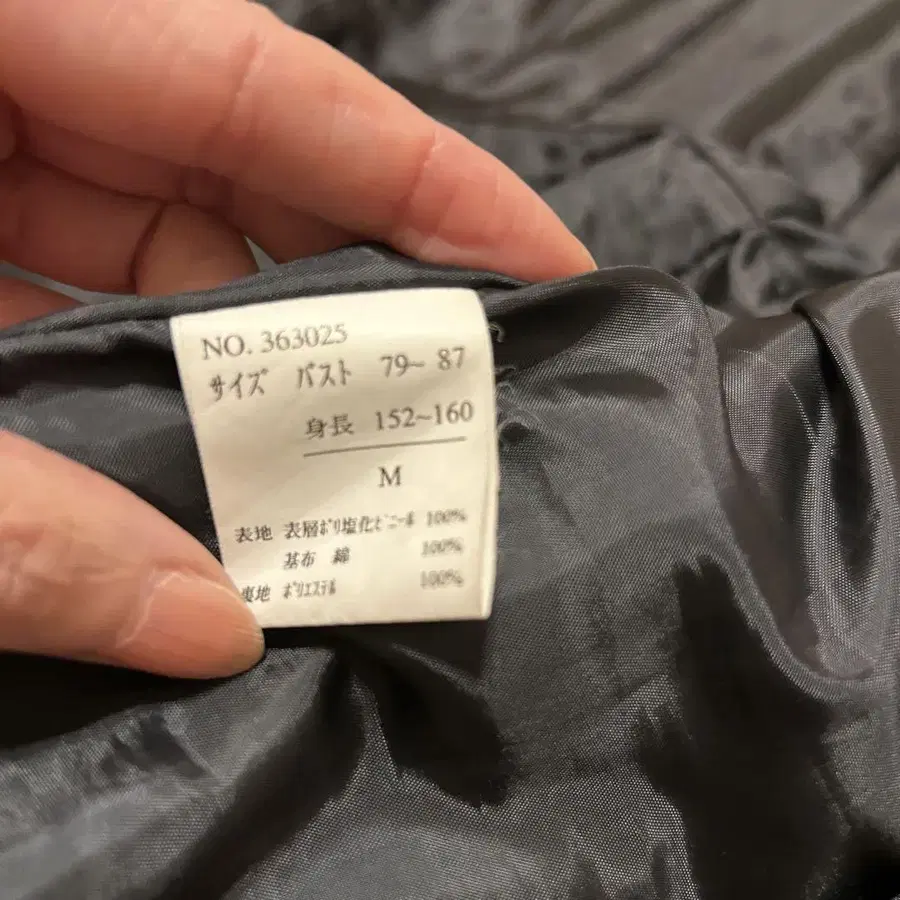 NO. 363025
サイズ バスト 79~ 87
身長 152~160
M
表地 表層ポリ塩化ビニール 100%
基布 綿 100%
裏地 ポリエステル 100%